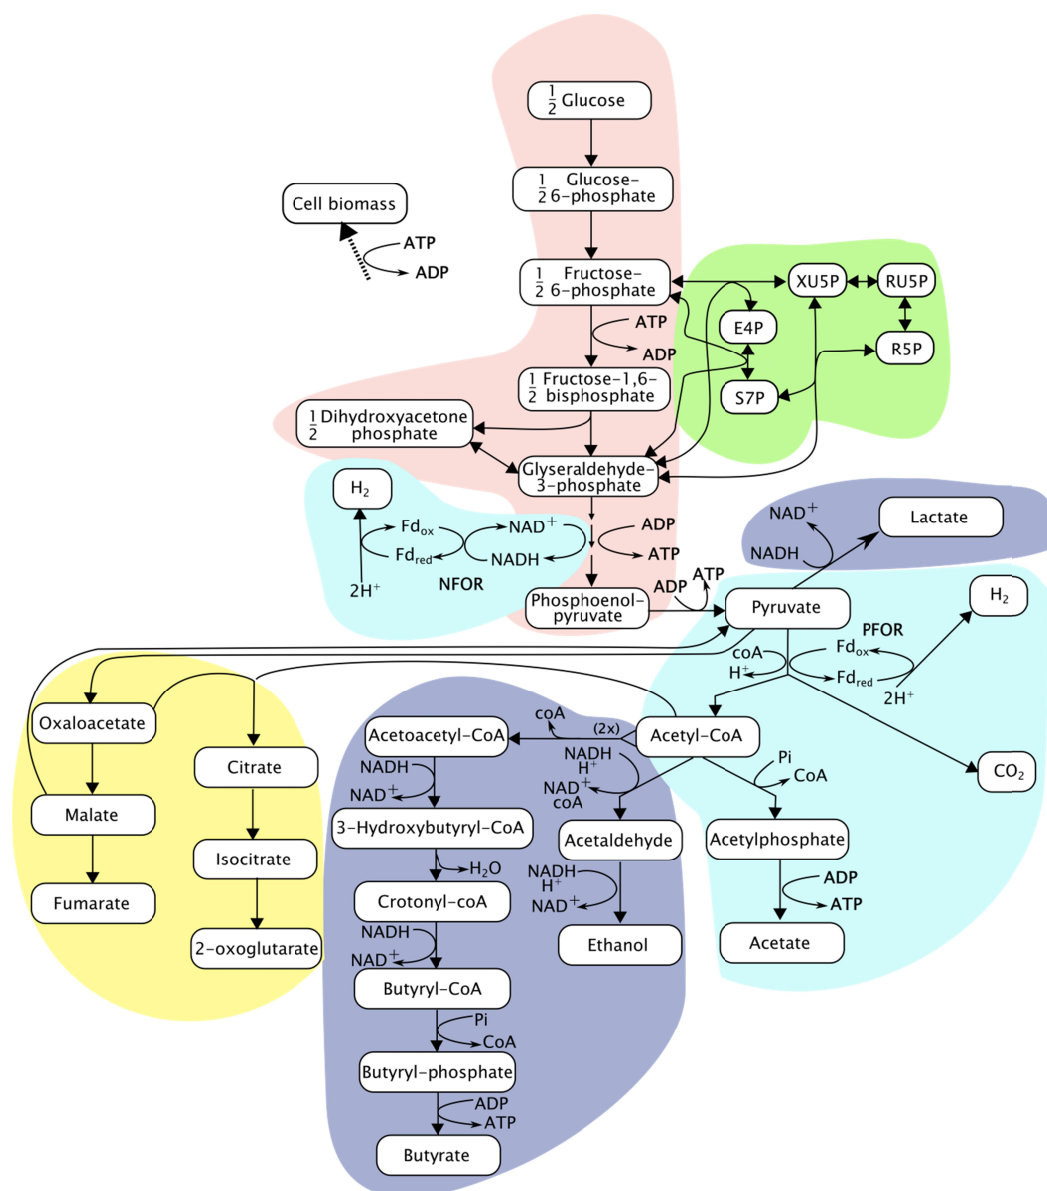 1/2 Glucose
1/2 Glucose-
6-phosphate
Cell biomass
ATP
ADP
1/2 Fructose-
6-phosphate
XU5P
RU5P
E4P
R5P
ATP
ADP
1/2 Fructose-1,6-
bisphosphate
S7P
1/2 Dihydroxyacetone
phosphate
Glyseraldehyde-
3-phosphate
H₂
Fd_ox
NAD⁺
Fd_red
NADH
NFOR
2H⁺
ADP
ATP
NAD⁺
NADH
Lactate
Phosphoenol-
pyruvate
ADP
ATP
Pyruvate
H₂
coA
H⁺
PFOR
Fd_ox
Fd_red
2H⁺
Oxaloacetate
Citrate
Malate
Isocitrate
Fumarate
2-oxoglutarate
Acetoacetyl-CoA
coA
(2x)
Acetyl-CoA
NADH
NAD⁺
NADH
H⁺
NAD⁺
coA
Pi
CoA
CO₂
3-Hydroxybutyryl-CoA
Acetaldehyde
Acetylphosphate
H₂O
NADH
H⁺
NAD⁺
ADP
ATP
Crotonyl-coA
Ethanol
Acetate
NADH
NAD⁺
Butyryl-CoA
Pi
CoA
Butyryl-phosphate
ADP
ATP
Butyrate